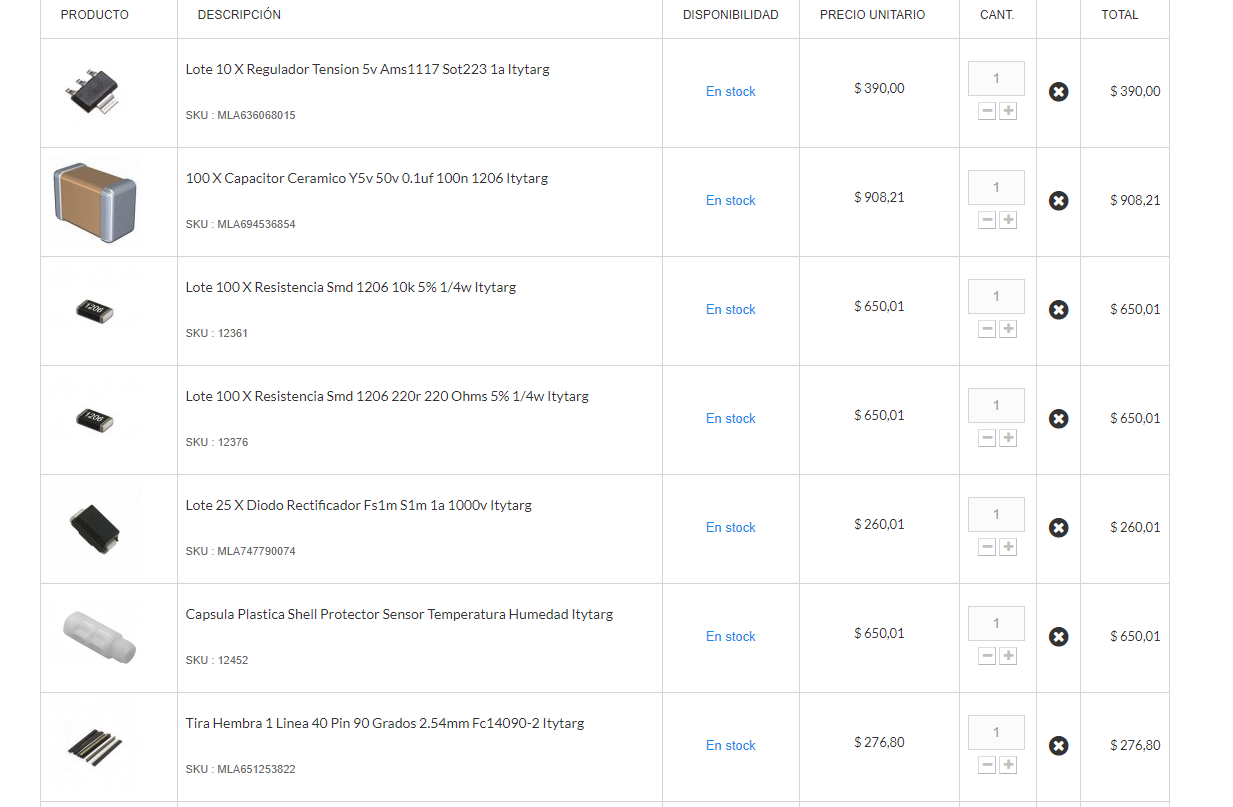 PRODUCTO DESCRIPCIÓN DISPONIBILIDAD PRECIO UNITARIO CANT. TOTAL
Lote 10 X Regulador Tension 5v Ams1117 Sot223 1a Itytarg
SKU : MLA636068015
En stock
$ 390,00
1
$ 390,00
100 X Capacitor Ceramico Y5v 50v 0.1uf 100n 1206 Itytarg
SKU : MLA694536854
En stock
$ 908,21
1
$ 908,21
1206
Lote 100 X Resistencia Smd 1206 10k 5% 1/4w Itytarg
SKU : 12361
En stock
$ 650,01
1
$ 650,01
1206
Lote 100 X Resistencia Smd 1206 220r 220 Ohms 5% 1/4w Itytarg
SKU : 12376
En stock
$ 650,01
1
$ 650,01
Lote 25 X Diodo Rectificador Fs1m S1m 1a 1000v Itytarg
SKU : MLA747790074
En stock
$ 260,01
1
$ 260,01
Capsula Plastica Shell Protector Sensor Temperatura Humedad Itytarg
SKU : 12452
En stock
$ 650,01
1
$ 650,01
Tira Hembra 1 Linea 40 Pin 90 Grados 2.54mm Fc14090-2 Itytarg
SKU : MLA651253822
En stock
$ 276,80
1
$ 276,80